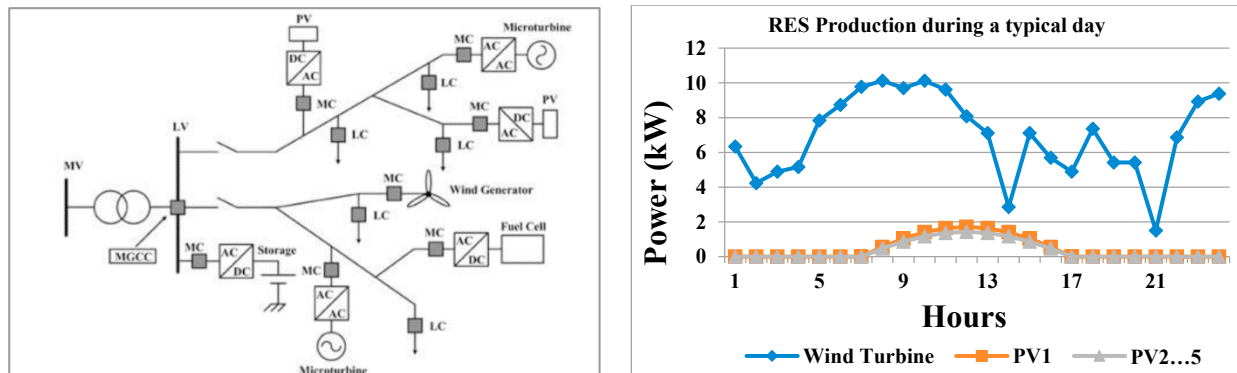 PV
Microturbine
MC
AC
AC
DC
AC
LC
MC
PV
MC
LV
AC
DC
LC
LC
MV
MC
Wind Generator
LC
Fuel Cell
MC
MC
Storage
AC
DC
MGCC
AC
DC
MC
AC
AC
LC
Microturbine
RES Production during a typical day
12
10
8
6
4
2
0
1 5 9 13 17 21
Power (kW)
Hours
Wind Turbine PV1 PV2...5